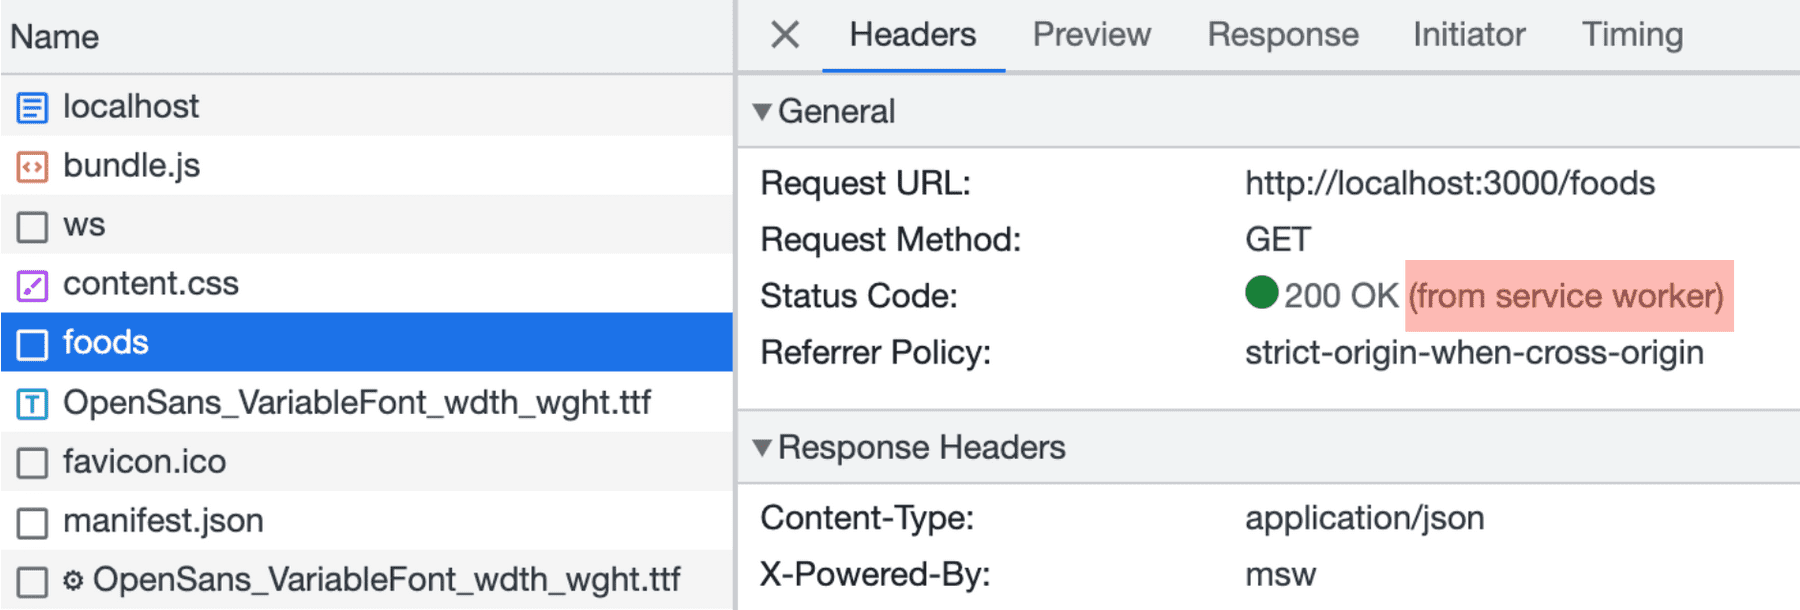 Name
localhost
bundle.js
ws
content.css
foods
OpenSans_VariableFont_wdth_wght.ttf
favicon.ico
manifest.json
OpenSans_VariableFont_wdth_wght.ttf
Headers Preview Response Initiator Timing
General
Request URL: http://localhost:3000/foods
Request Method: GET
Status Code: 200 OK (from service worker)
Referrer Policy: strict-origin-when-cross-origin
Response Headers
Content-Type: application/json
X-Powered-By: msw